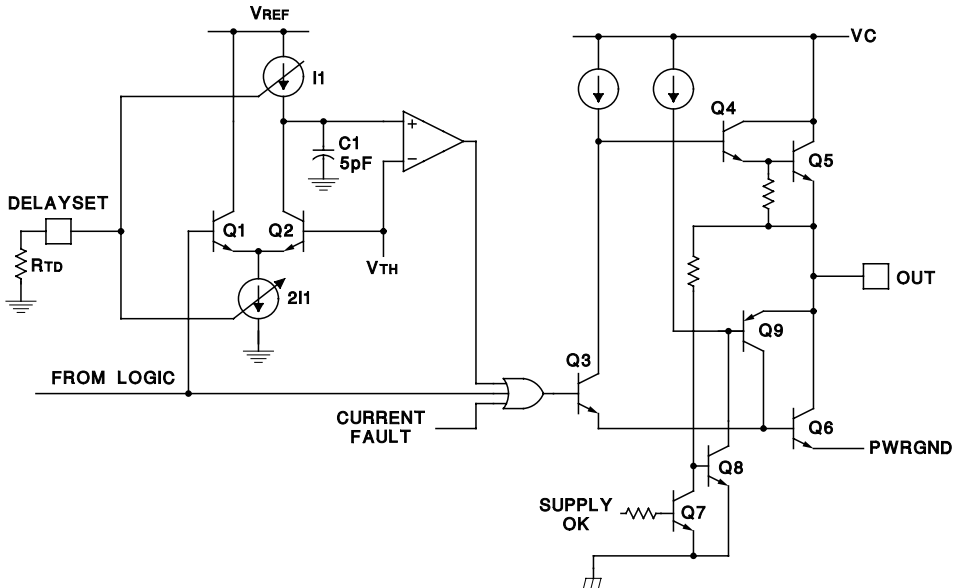 VREF
I1
VC
Q4
Q5
C1
5pF
+
−
DELAYSET
RTD
Q1
Q2
VTH
2I1
OUT
Q9
Q3
FROM LOGIC
CURRENT
FAULT
Q6
PWRGND
Q8
SUPPLY
OK
Q7